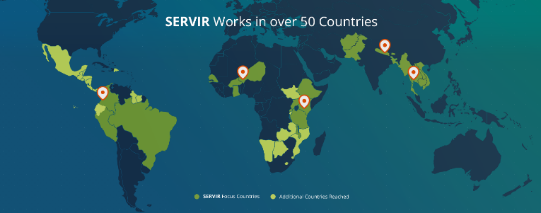 SERVIR Works in over 50 Countries
SERVIR Focus Countries
Additional Countries Reached